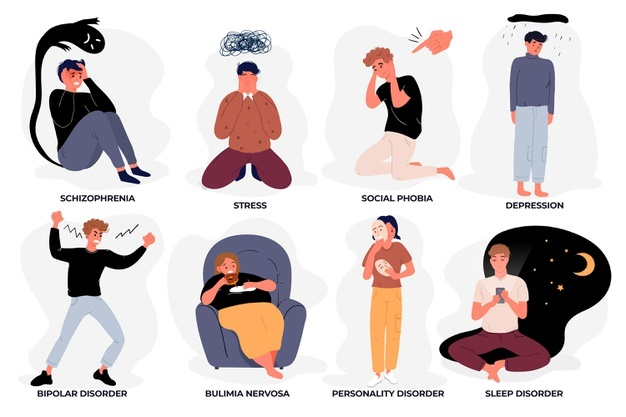 SCHIZOPHRENIA
STRESS
SOCIAL PHOBIA
DEPRESSION
BIPOLAR DISORDER
BULIMIA NERVOSA
PERSONALITY DISORDER
SLEEP DISORDER